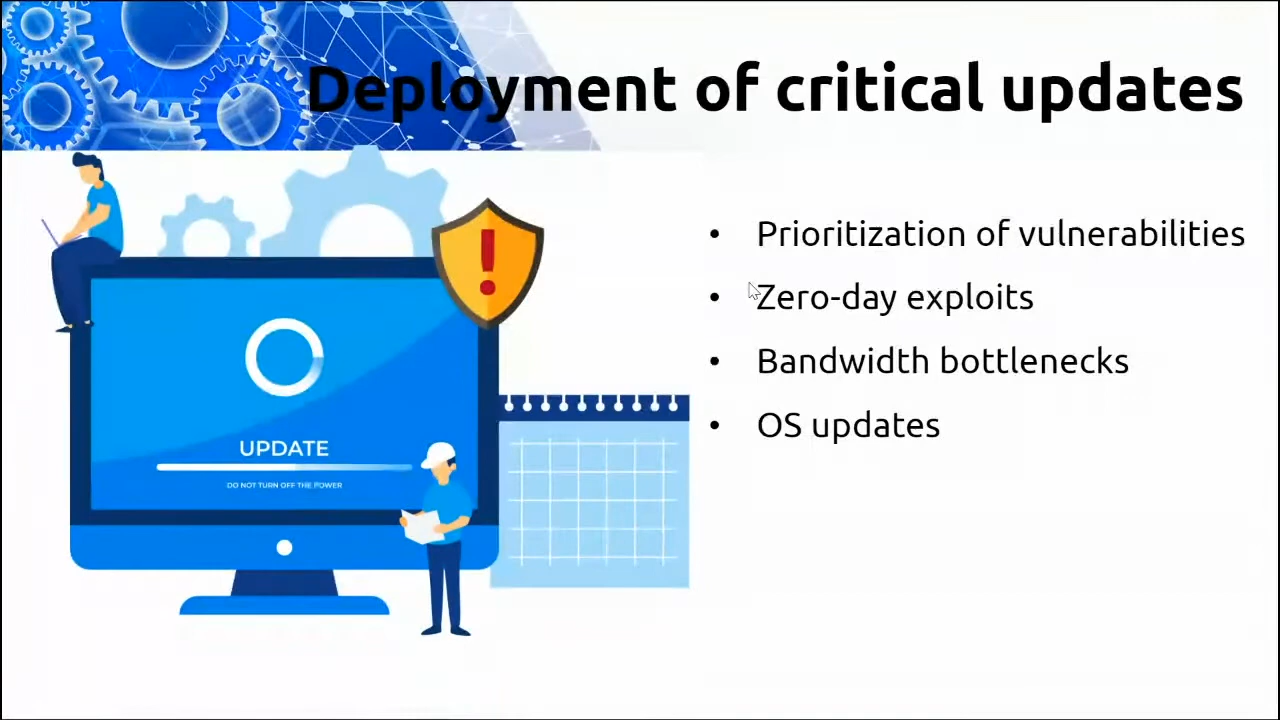 Deployment of critical updates
• Prioritization of vulnerabilities
• Zero-day exploits
• Bandwidth bottlenecks
• OS updates
UPDATE
DO NOT TURN OFF THE POWER